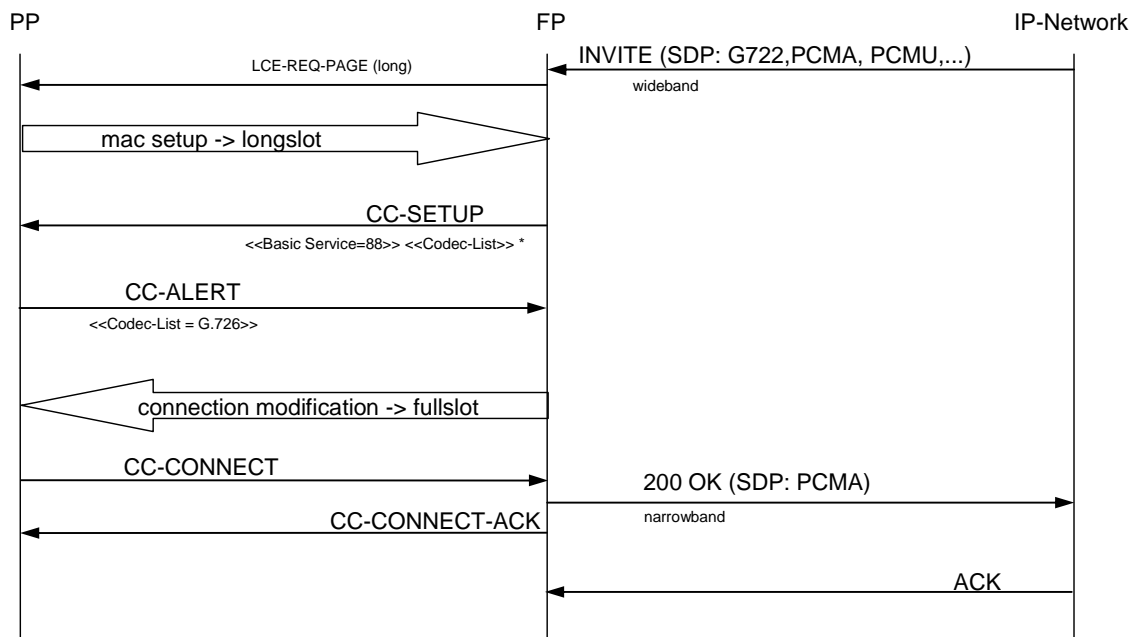 PP
FP
IP-Network
INVITE (SDP: G722,PCMA, PCMU,...)
LCE-REQ-PAGE (long)
wideband
mac setup -> longslot
CC-SETUP
<<Basic Service=88>> <<Codec-List>> *
CC-ALERT
<<Codec-List = G.726>>
connection modification -> fullslot
CC-CONNECT
200 OK (SDP: PCMA)
CC-CONNECT-ACK
narrowband
ACK